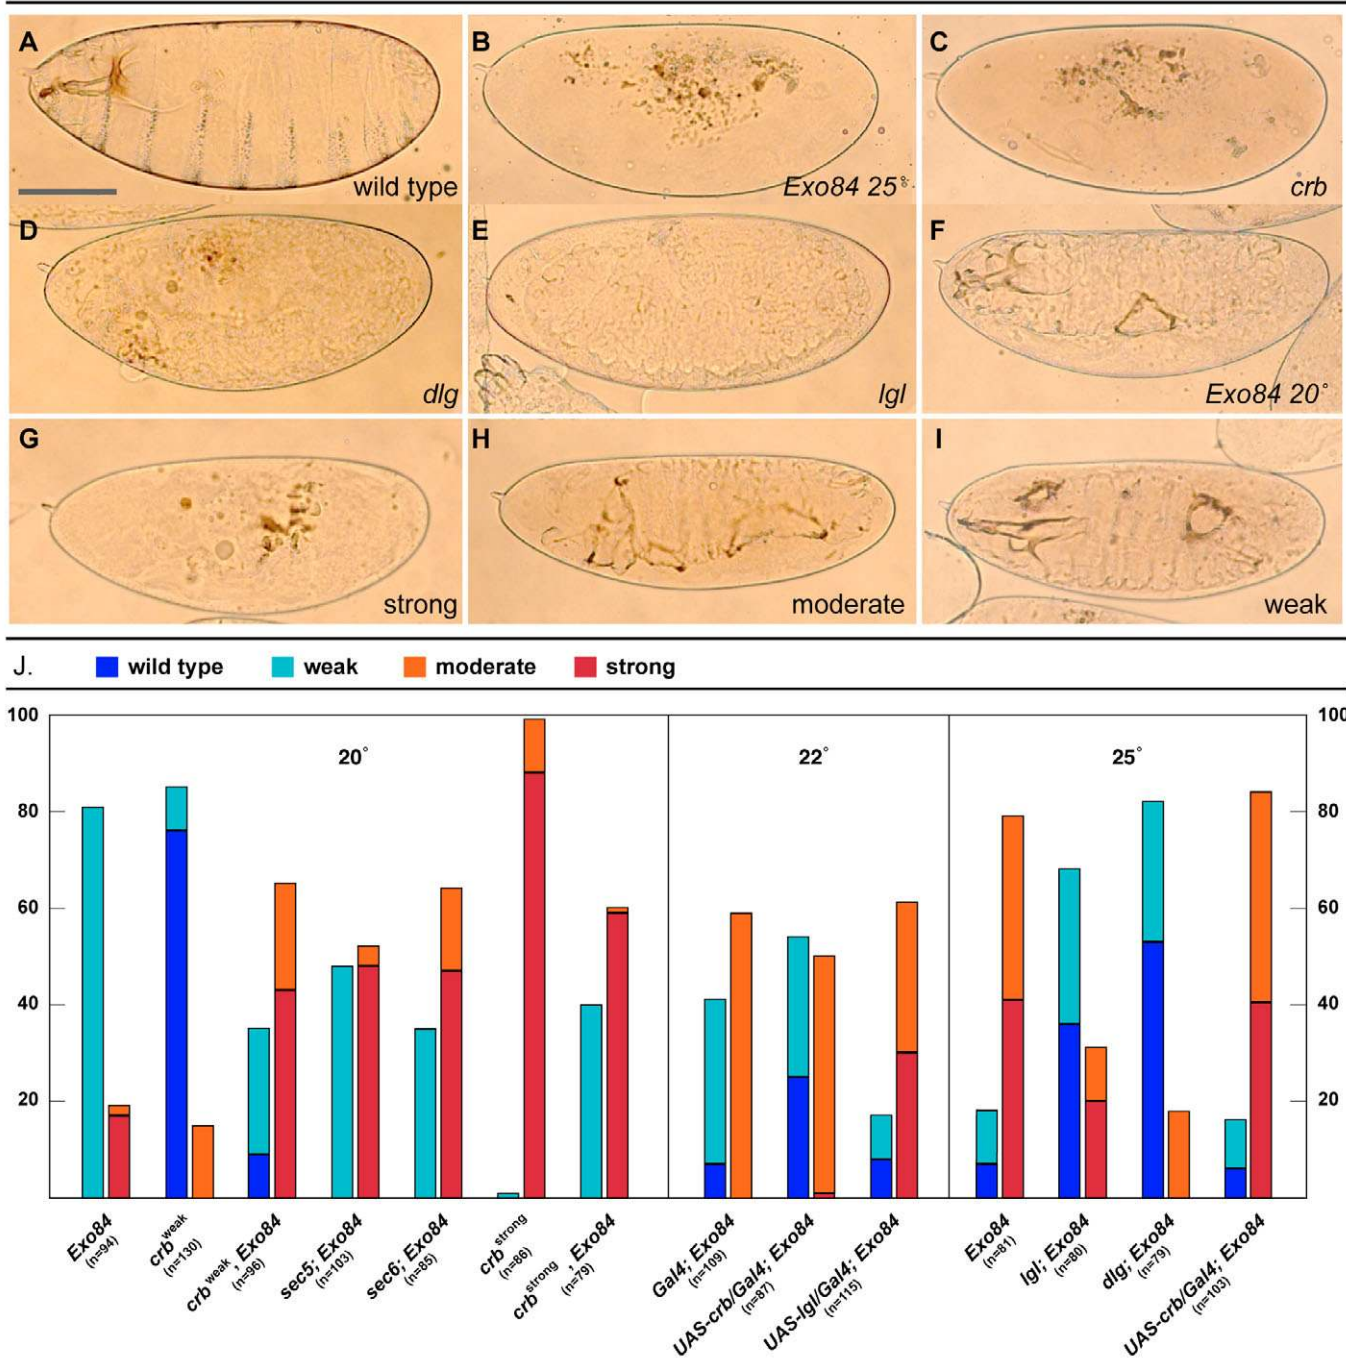 A
wild type
B
Exo84 25°
C
crb
D
dlg
E
lgl
F
Exo84 20°
G
strong
H
moderate
I
weak
J.
wild type
weak
moderate
strong
100
80
60
40
20
20°
22°
25°
100
80
60
40
20
Exo84
(n=94)
crb weak
(n=130)
crb weak, Exo84
(n=96)
sec5; Exo84
(n=103)
sec6; Exo84
(n=85)
crb strong
(n=86)
crb strong, Exo84
(n=79)
Gal4; Exo84
(n=109)
UAS-crb/Gal4; Exo84
(n=87)
UAS-lgl/Gal4; Exo84
(n=115)
Exo84
(n=81)
lgl; Exo84
(n=80)
dlg; Exo84
(n=79)
UAS-crb/Gal4; Exo84
(n=103)